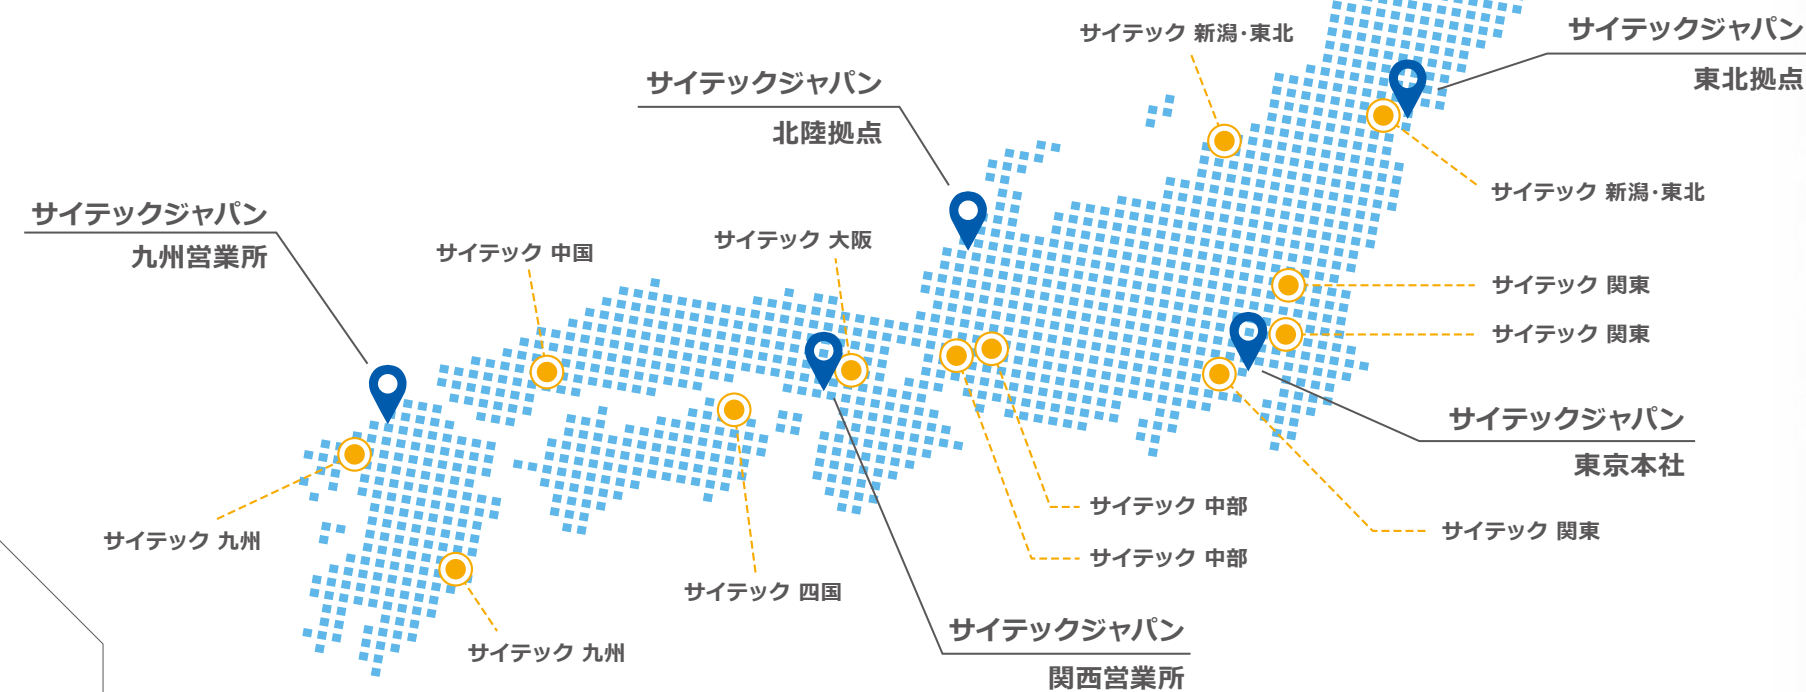 サイテックジャパン
東北拠点
サイテック 新潟・東北
サイテックジャパン
北陸拠点
サイテック 新潟・東北
サイテックジャパン
九州営業所
サイテック 中国
サイテック 大阪
サイテック 関東
サイテック 関東
サイテックジャパン
東京本社
サイテック 中部
サイテック 関東
サイテック 九州
サイテック 中部
サイテック 四国
サイテックジャパン
関西営業所
サイテック 九州